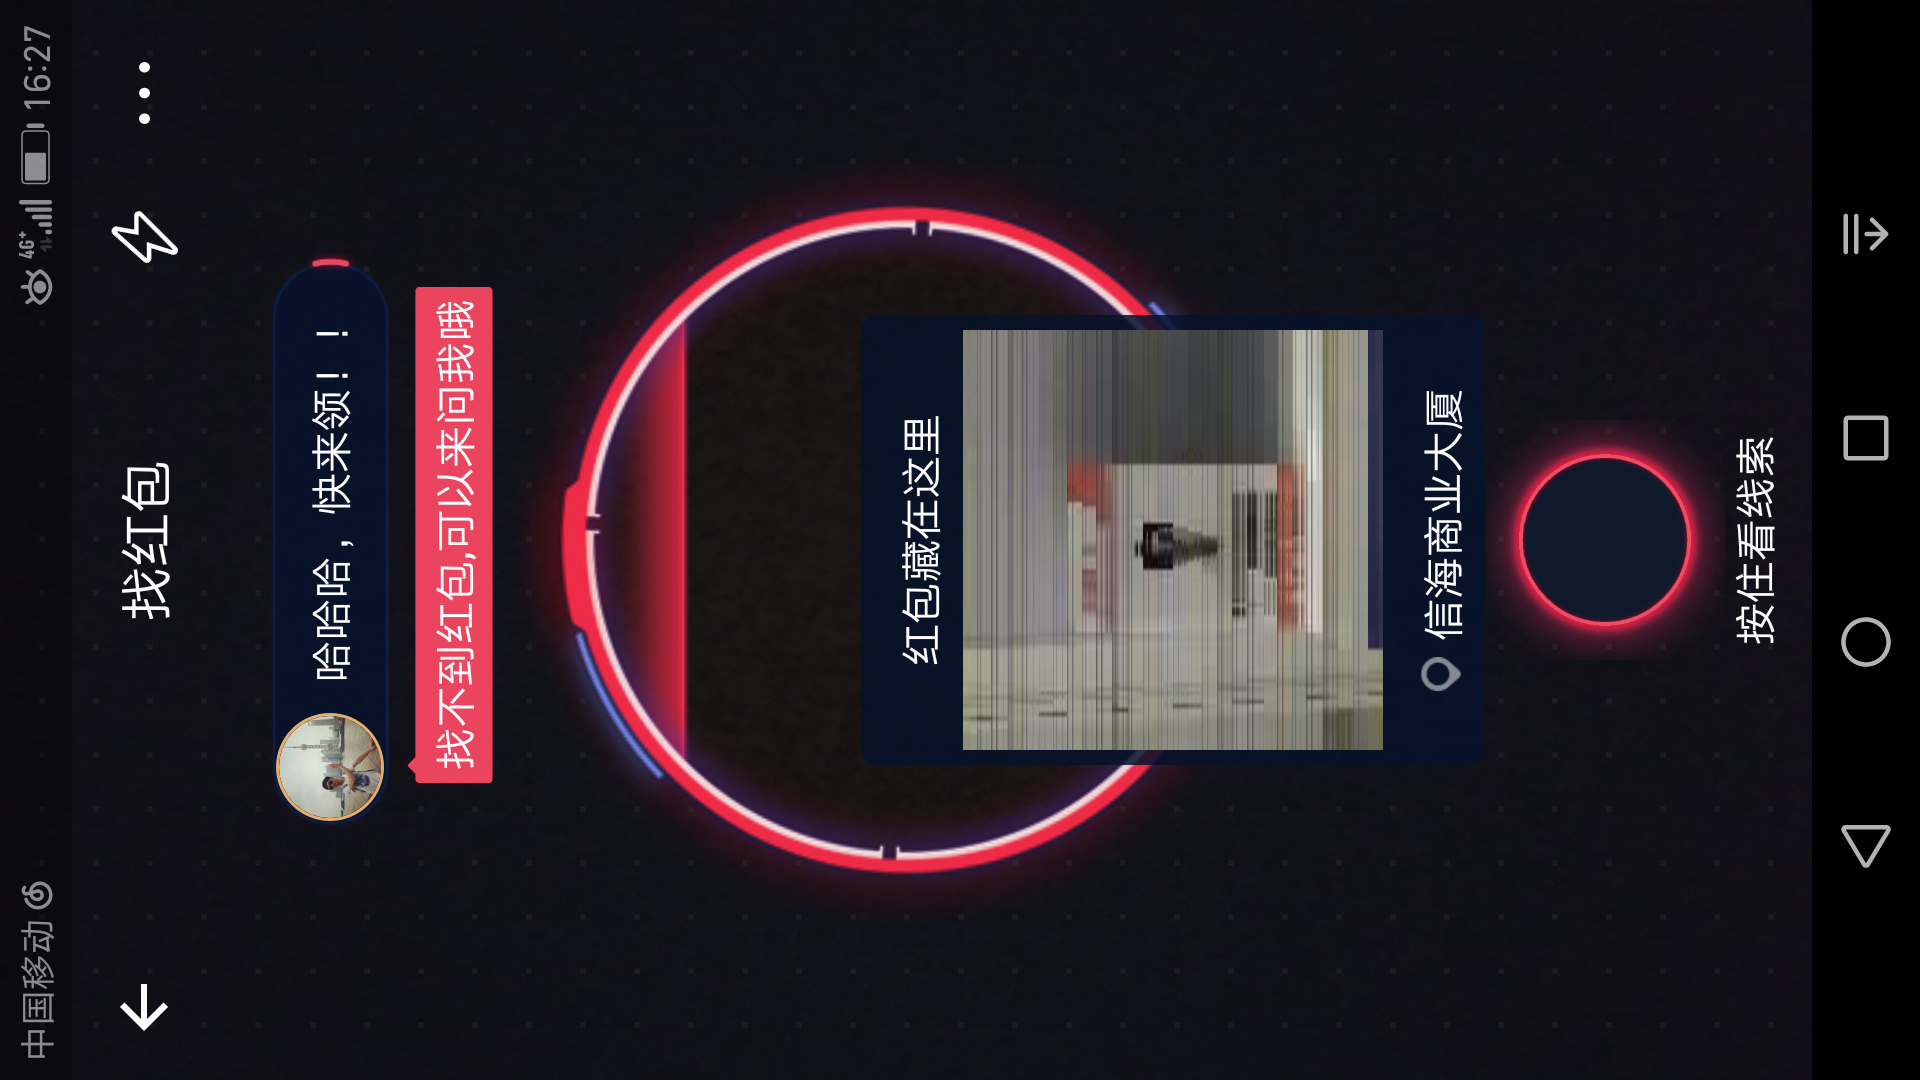 中国移动 4G+ 16:27
找红包
哈哈哈，快来领！！
找不到红包,可以来问我哦
红包藏在这里
信海商业大厦
按住看线索